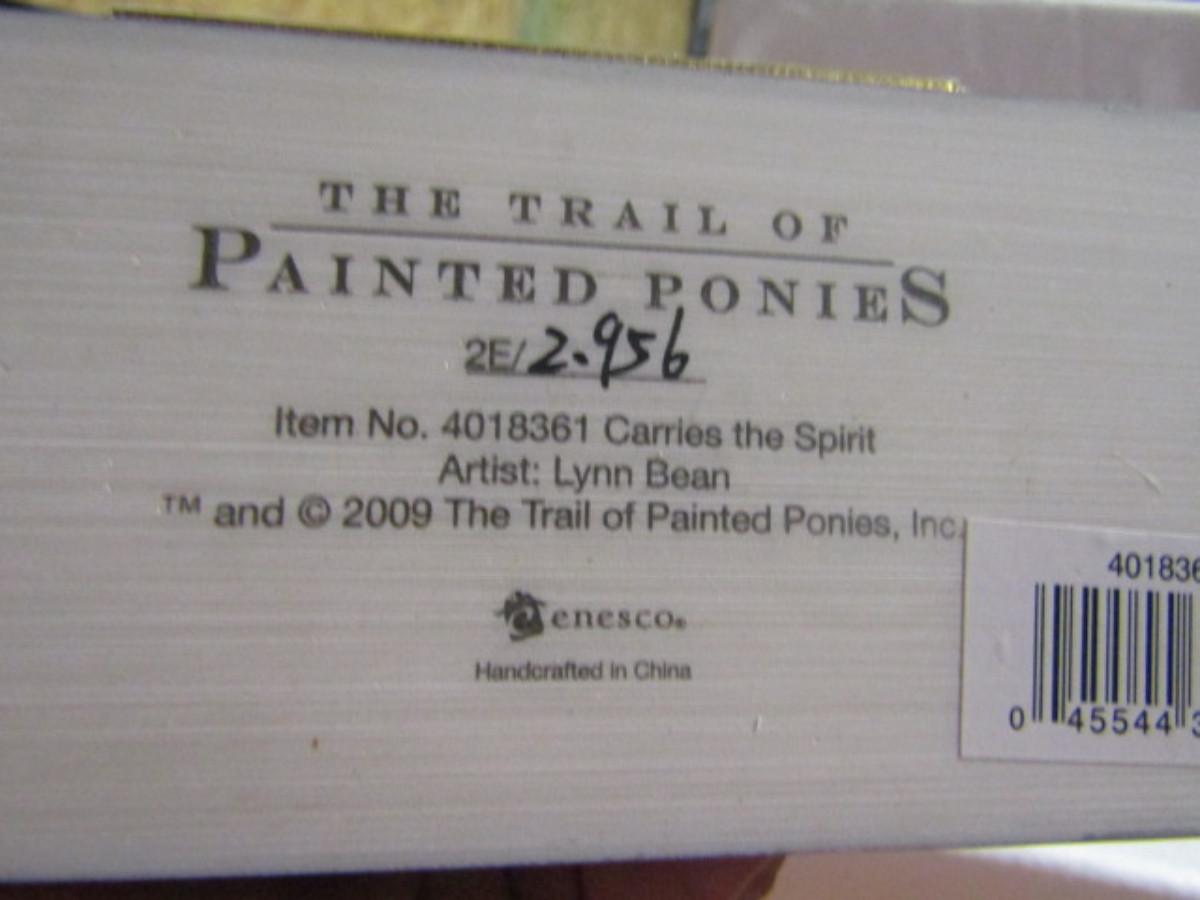 THE TRAIL OF
PAINTED PONIES
2E/2.956
Item No. 4018361 Carries the Spirit
Artist: Lynn Bean
™ and © 2009 The Trail of Painted Ponies, Inc.
enesco®
Handcrafted in China
401836
0 45544 3